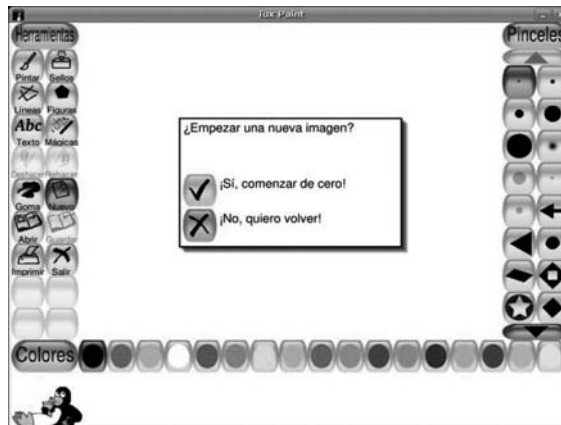 Tux Paint
Herramientas
Pinceles
Pintar Sellos
Líneas Figuras
Abc
Texto Mágicas
Deshacer Rehacer
Goma Nuevo
Abrir Guardar
Imprimir Salir
¿Empezar una nueva imagen?
¡Sí, comenzar de cero!
¡No, quiero volver!
Colores